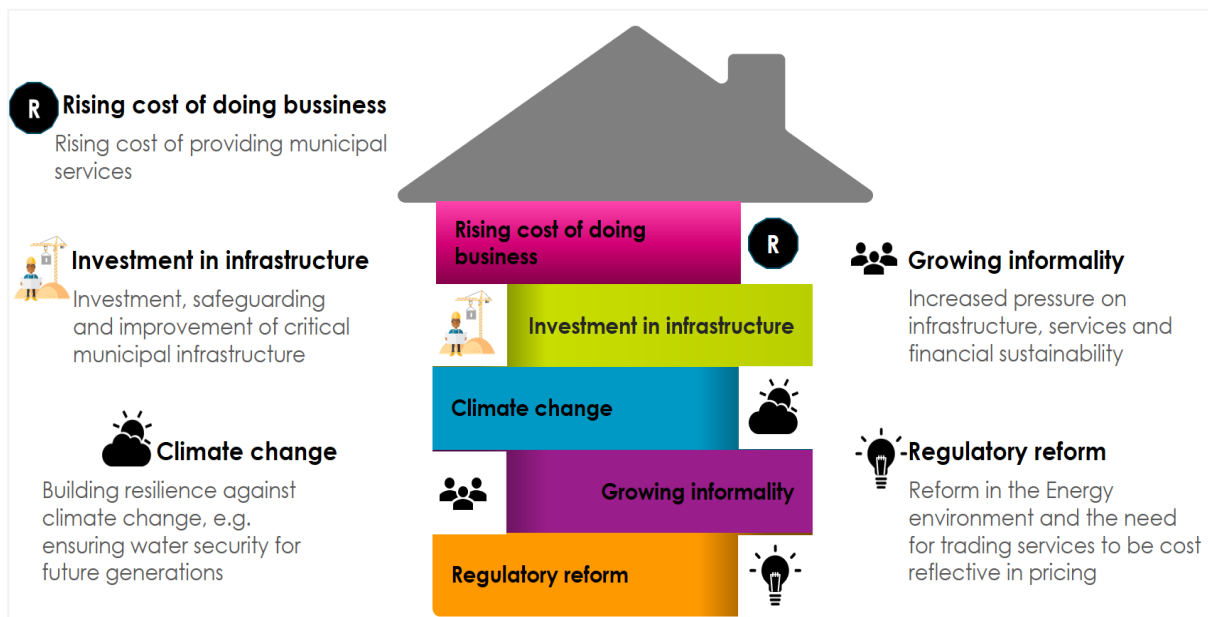 R
Rising cost of doing bussiness
Rising cost of providing municipal
services
Investment in infrastructure
Investment, safeguarding
and improvement of critical
municipal infrastructure
Climate change
Building resilience against
climate change, e.g.
ensuring water security for
future generations
Rising cost of doing
business
R
Investment in infrastructure
Climate change
Growing informality
Regulatory reform
Growing informality
Increased pressure on
infrastructure, services and
financial sustainability
Regulatory reform
Reform in the Energy
environment and the need
for trading services to be cost
reflective in pricing